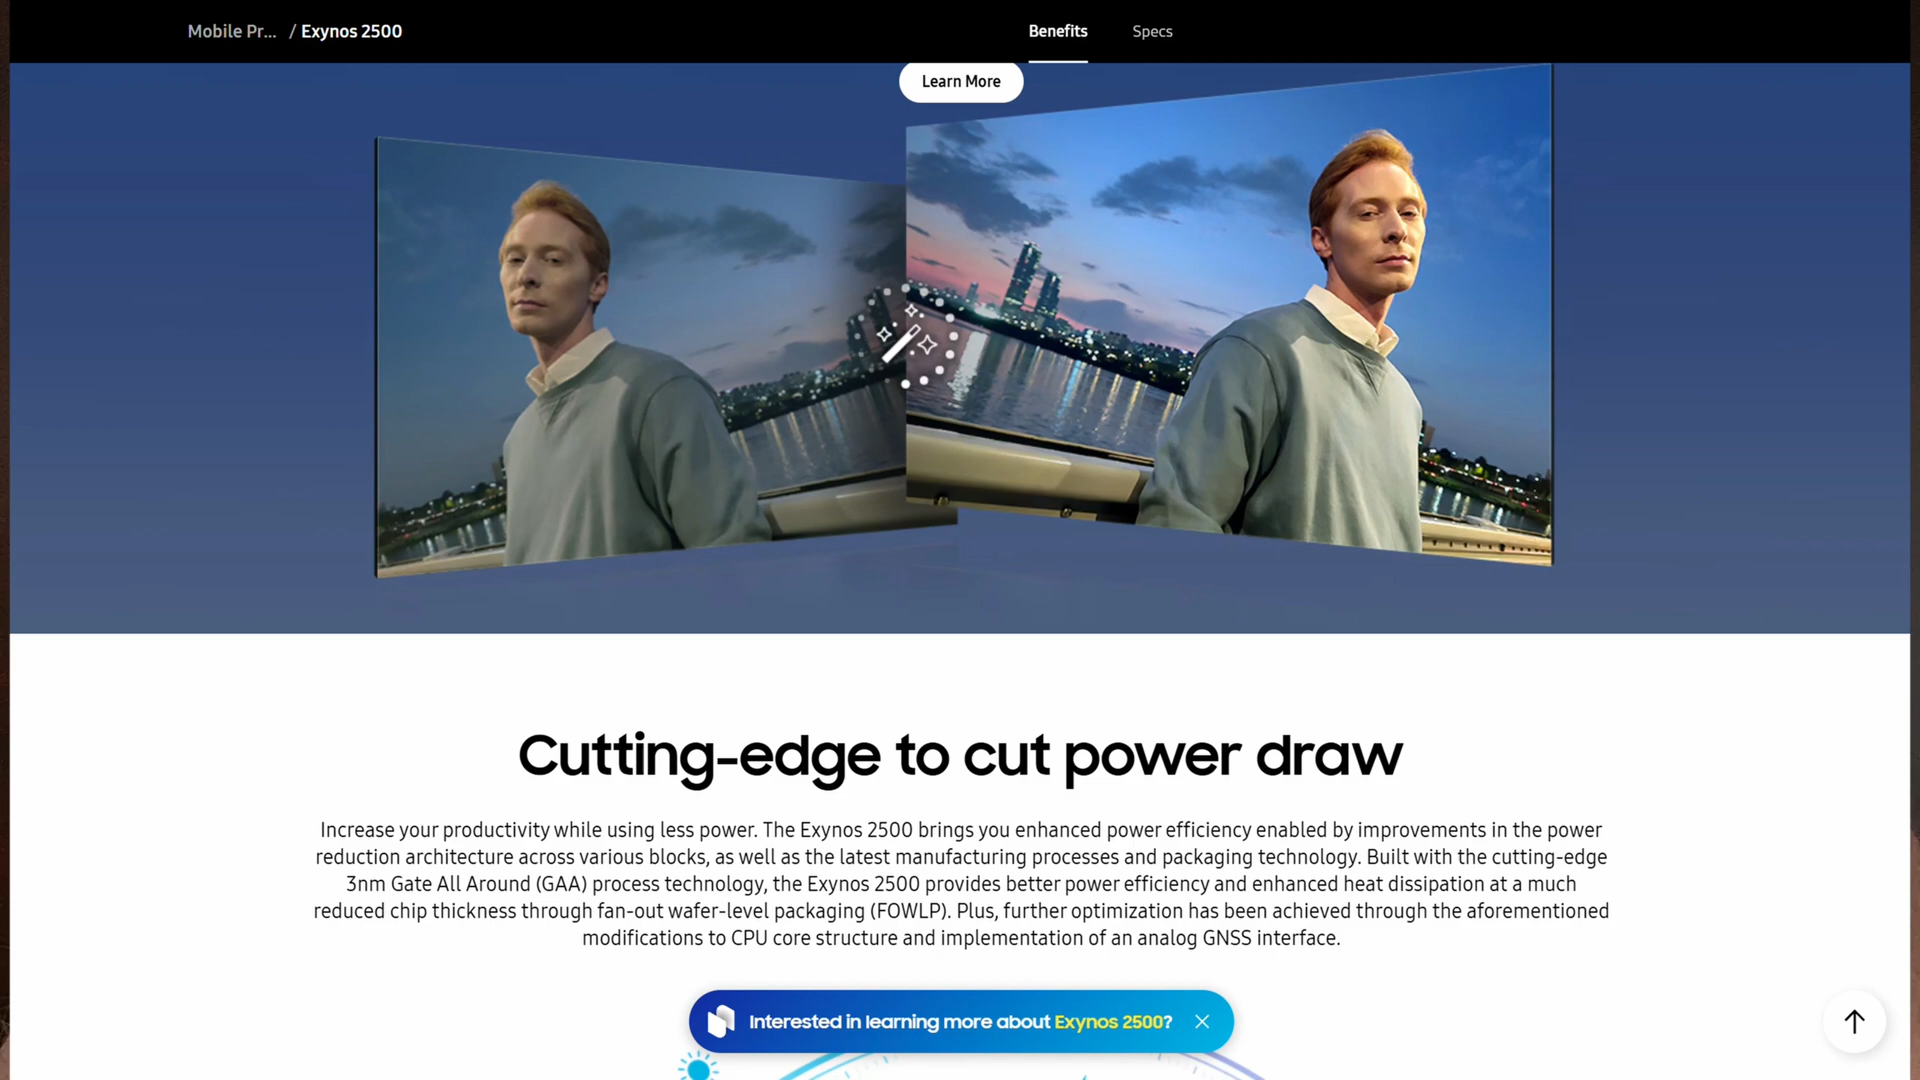 Mobile Pr... / Exynos 2500
Benefits
Specs
Learn More
Cutting-edge to cut power draw
Increase your productivity while using less power. The Exynos 2500 brings you enhanced power efficiency enabled by improvements in the power
reduction architecture across various blocks, as well as the latest manufacturing processes and packaging technology. Built with the cutting-edge
3nm Gate All Around (GAA) process technology, the Exynos 2500 provides better power efficiency and enhanced heat dissipation at a much
reduced chip thickness through fan-out wafer-level packaging (FOWLP). Plus, further optimization has been achieved through the aforementioned
modifications to CPU core structure and implementation of an analog GNSS interface.
Interested in learning more about Exynos 2500?